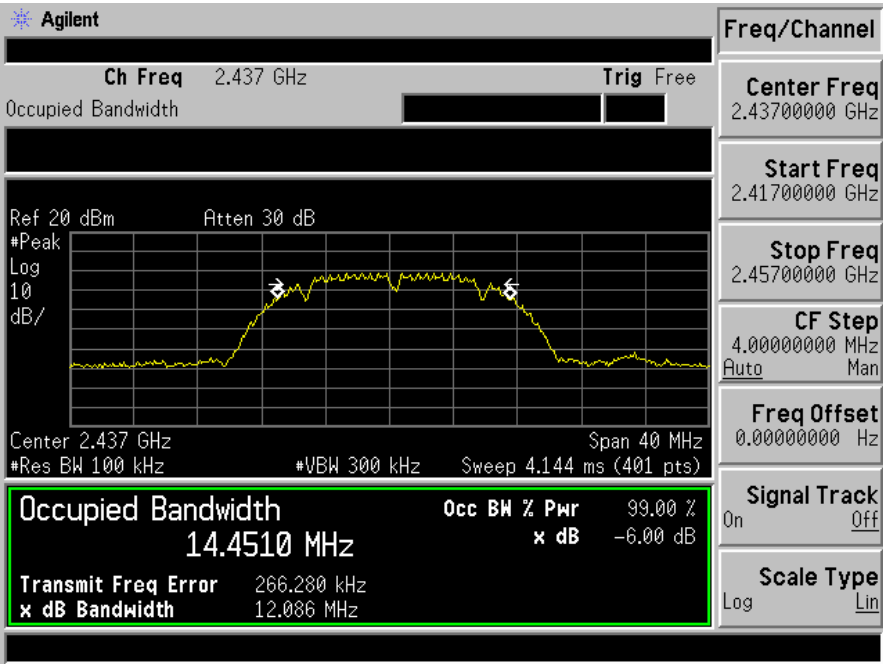 Agilent
Freq/Channel
Ch Freq 2.437 GHz Trig Free
Occupied Bandwidth
Center Freq
2.43700000 GHz
Start Freq
2.41700000 GHz
Stop Freq
2.45700000 GHz
CF Step
4.00000000 MHz
Auto Man
Freq Offset
0.00000000 Hz
Signal Track
On Off
Scale Type
Log Lin
Ref 20 dBm Atten 30 dB
#Peak
Log
10
dB/
Center 2.437 GHz Span 40 MHz
#Res BW 100 kHz #VBW 300 kHz Sweep 4.144 ms (401 pts)
Occupied Bandwidth Occ BW % Pwr 99.00 %
14.4510 MHz x dB -6.00 dB
Transmit Freq Error 266.280 kHz
x dB Bandwidth 12.086 MHz